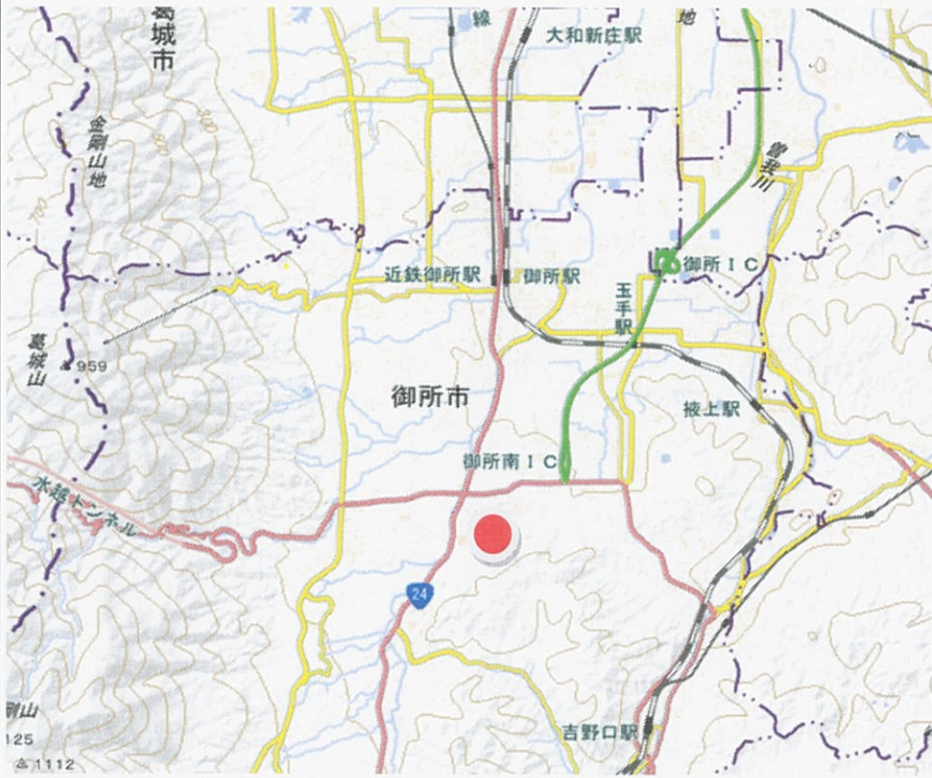 葛城市
線
地
大和新庄駅
金剛山地
曽我川
近鉄御所駅
御所駅
御所IC
玉手駅
葛城山
959
御所市
掖上駅
御所南IC
水越トンネル
24
吉野口駅
剛山
125
1112